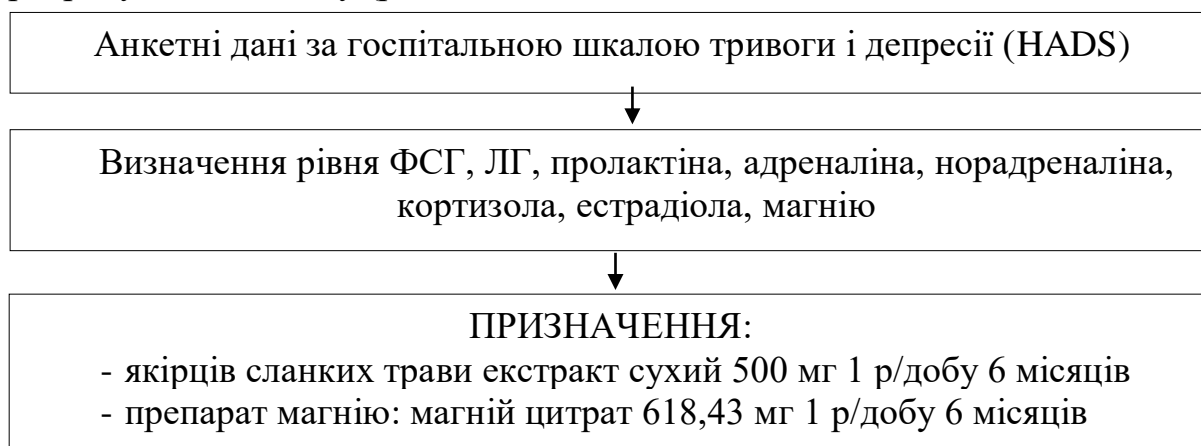 Анкетні дані за госпітальною шкалою тривоги і депресії (HADS)
Визначення рівня ФСГ, ЛГ, пролактіна, адреналіна, норадреналіна,
кортизола, естрадіола, магнію
ПРИЗНАЧЕННЯ:
- якірців сланких трави екстракт сухий 500 мг 1 р/добу 6 місяців
- препарат магнію: магній цитрат 618,43 мг 1 р/добу 6 місяців